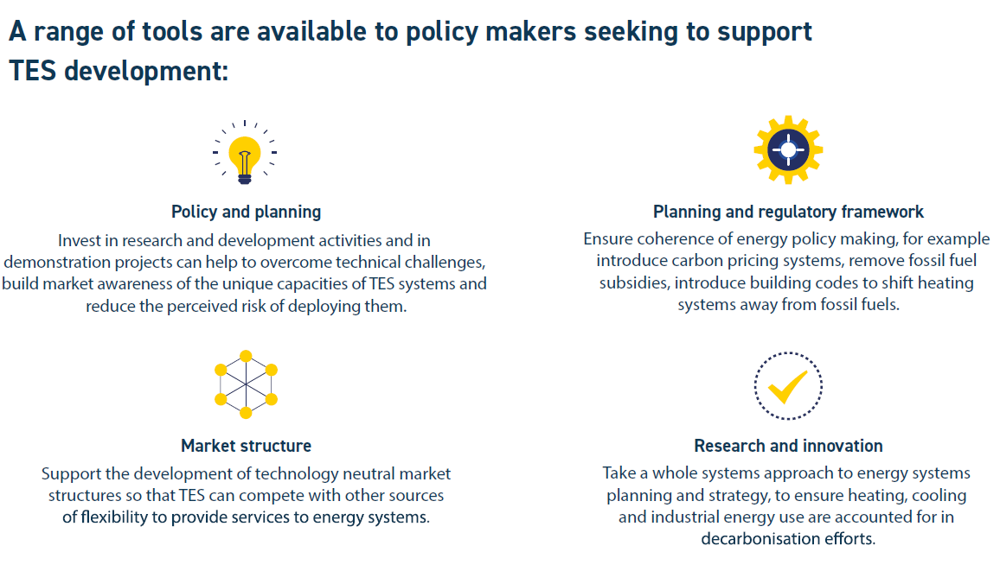 A range of tools are available to policy makers seeking to support
TES development:
Policy and planning
Invest in research and development activities and in
demonstration projects can help to overcome technical challenges,
build market awareness of the unique capacities of TES systems and
reduce the perceived risk of deploying them.
Planning and regulatory framework
Ensure coherence of energy policy making, for example
introduce carbon pricing systems, remove fossil fuel
subsidies, introduce building codes to shift heating
systems away from fossil fuels.
Market structure
Support the development of technology neutral market
structures so that TES can compete with other sources
of flexibility to provide services to energy systems.
Research and innovation
Take a whole systems approach to energy systems
planning and strategy, to ensure heating, cooling
and industrial energy use are accounted for in
decarbonisation efforts.